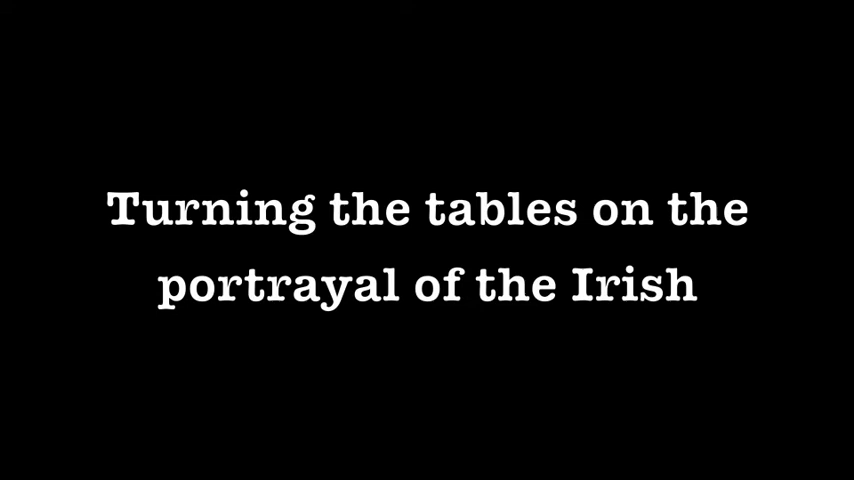 Turning the tables on the
portrayal of the Irish